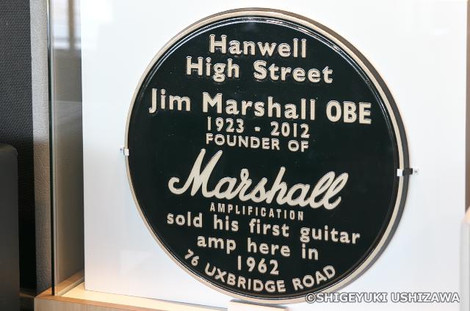 Hanwell
High Street
Jim Marshall OBE
1923 - 2012
FOUNDER OF
Marshall
AMPLIFICATION
sold his first guitar
amp here in
1962
76 UXBRIDGE ROAD
©SHIGEYUKI USHIZAWA